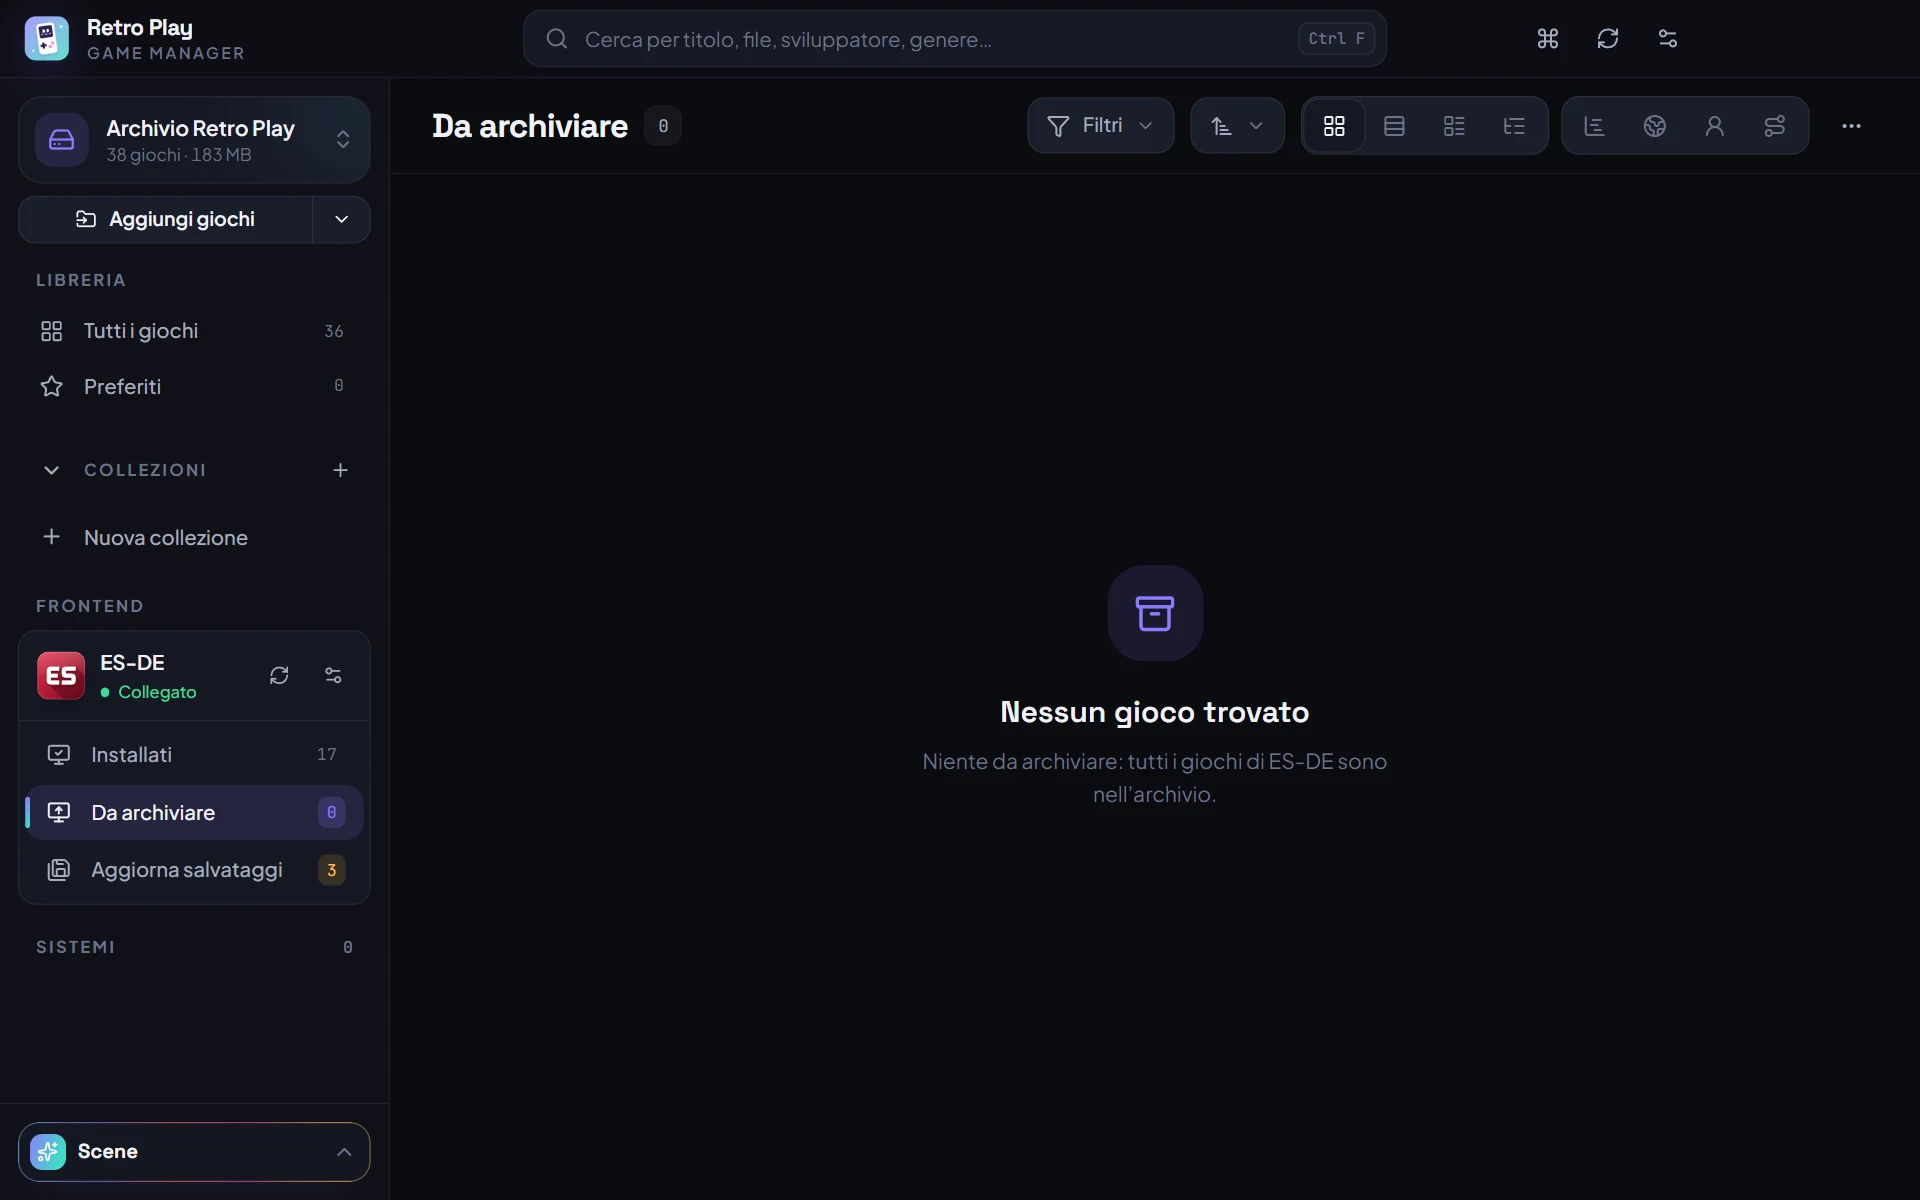 Retro Play
GAME MANAGER
Cerca per titolo, file, sviluppatore, genere...
Ctrl F
Archivio Retro Play
38 giochi · 183 MB
Aggiungi giochi
LIBRERIA
Tutti i giochi 36
Preferiti 0
COLLEZIONI
Nuova collezione
FRONTEND
ES
ES-DE
Collegato
Installati 17
Da archiviare 0
Aggiorna salvataggi 3
SISTEMI 0
Scene
Da archiviare 0
Filtri
Nessun gioco trovato
Niente da archiviare: tutti i giochi di ES-DE sono
nell’archivio.